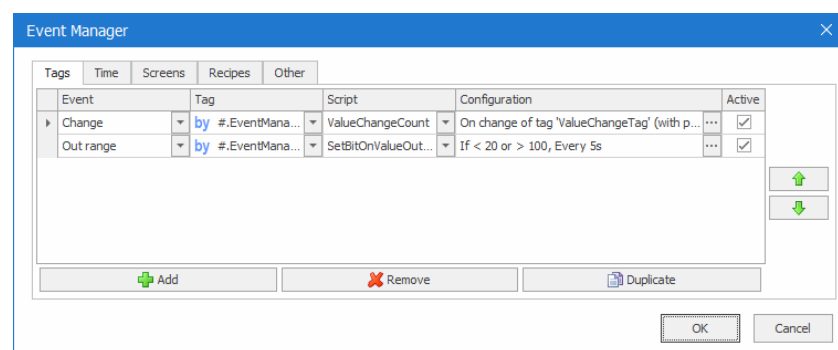 Event Manager
Tags Time Screens Recipes Other
Event Tag Script Configuration Active
Change by #.EventMana... ValueChangeCount On change of tag 'ValueChangeTag' (with p... ...
Out range by #.EventMana... SetBitOnValueOut... If < 20 or > 100, Every 5s ...
Add Remove Duplicate
OK Cancel